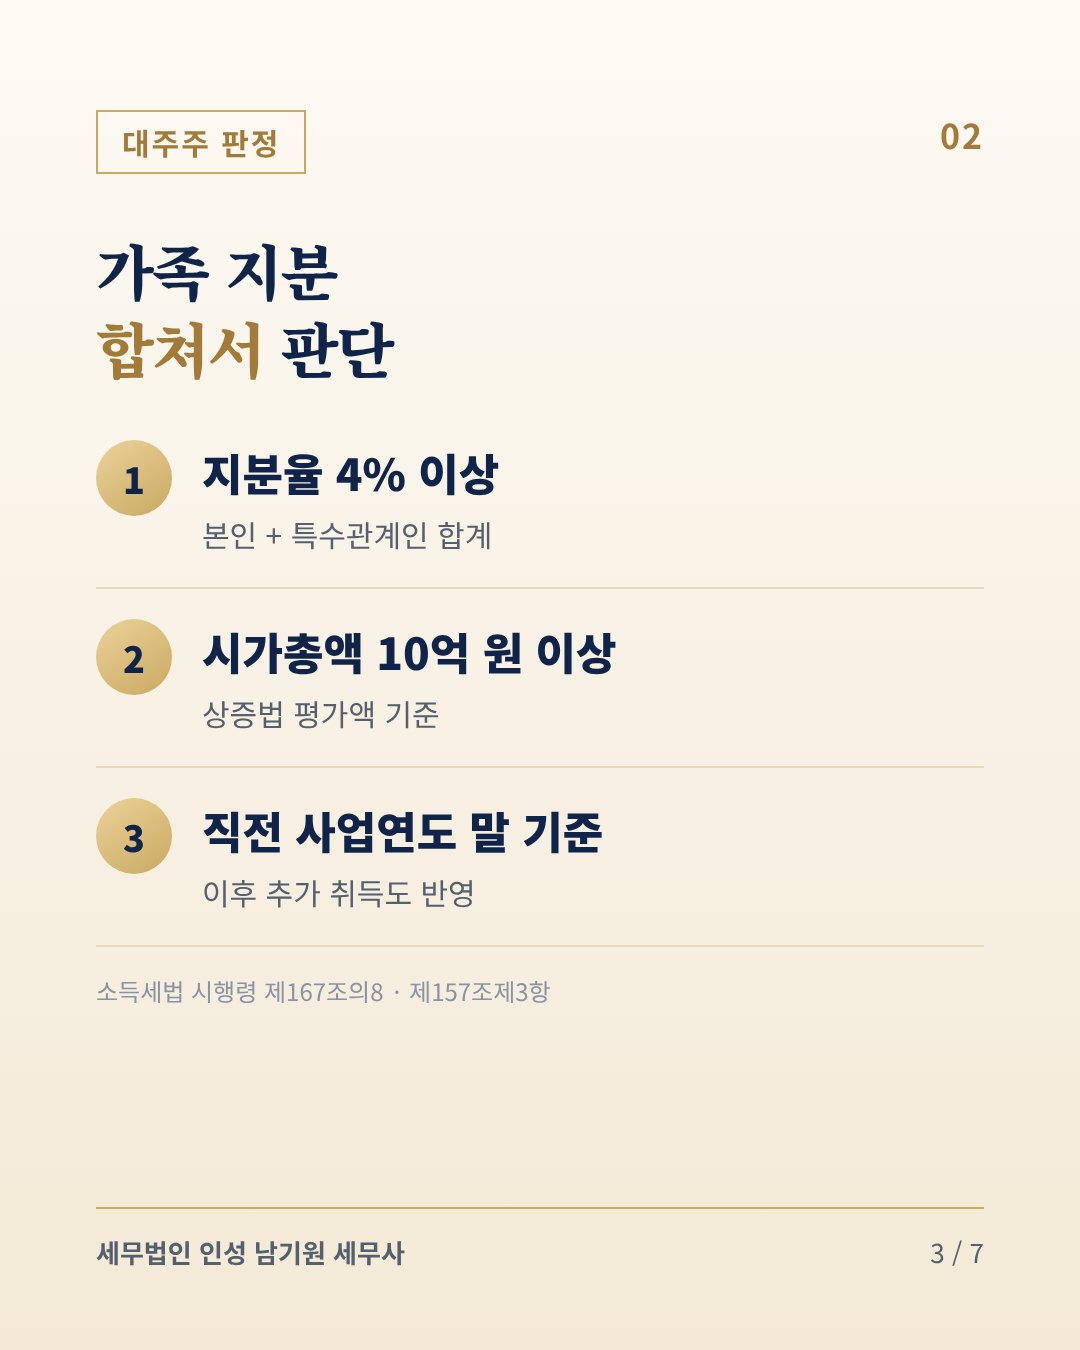 대주주 판정
02
가족 지분
합쳐서 판단
1
지분율 4% 이상
본인 + 특수관계인 합계
2
시가총액 10억 원 이상
상증법 평가액 기준
3
직전 사업연도 말 기준
이후 추가 취득도 반영
소득세법 시행령 제167조의8 · 제157조제3항
세무법인 인성 남기원 세무사
3 / 7